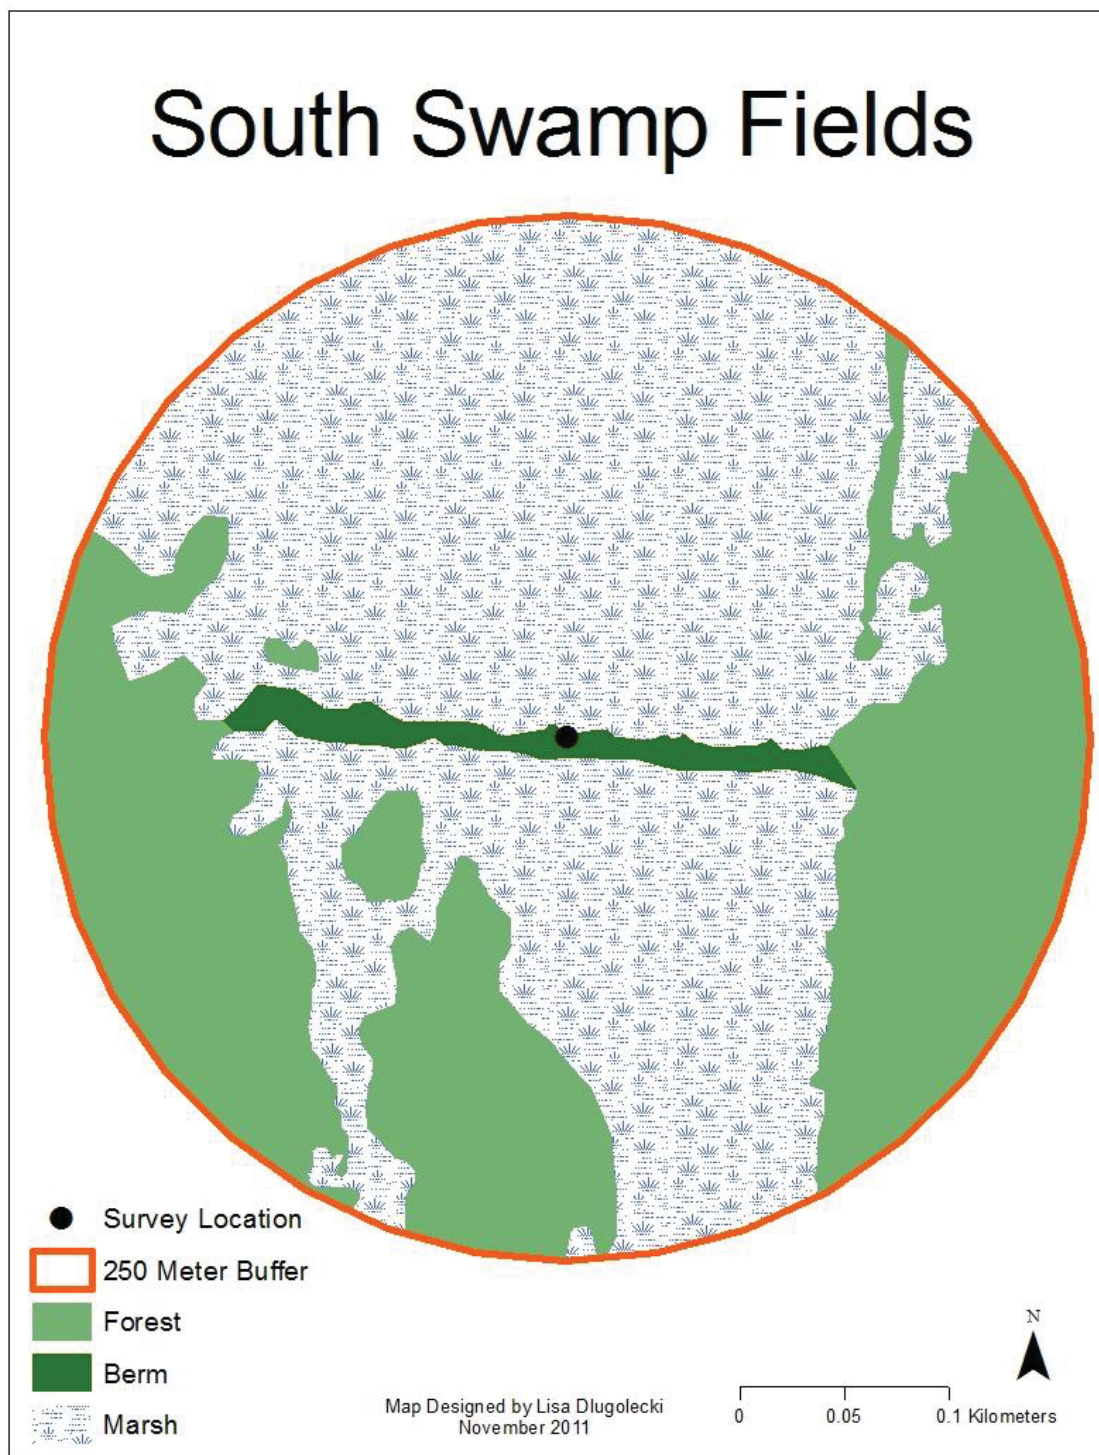 South Swamp Fields
Survey Location
250 Meter Buffer
Forest
Berm
Marsh
Map Designed by Lisa Dlugolecki
November 2011
N
0 0.05 0.1 Kilometers